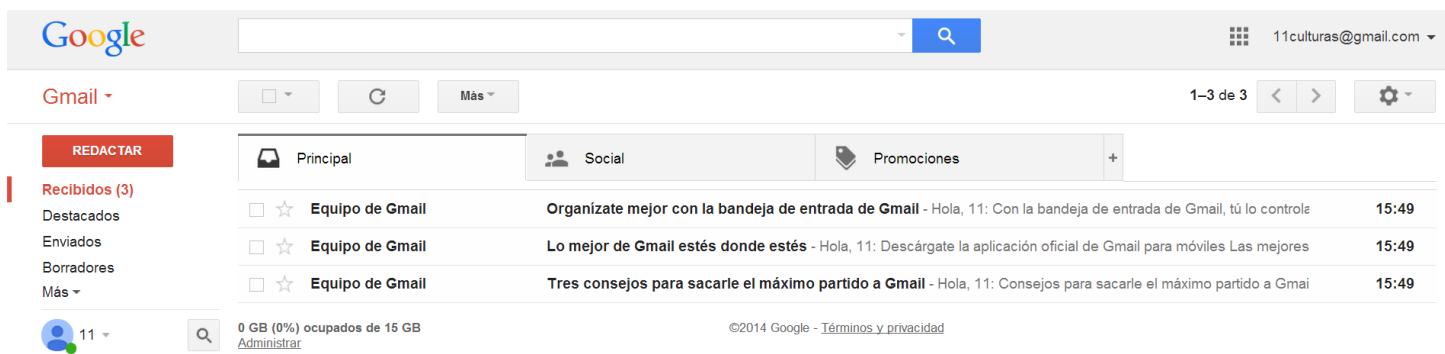 Google 11culturas@gmail.com
Gmail Más 1–3 de 3
REDACTAR Principal Social Promociones +
Recibidos (3)
Destacados Equipo de Gmail Organízate mejor con la bandeja de entrada de Gmail - Hola, 11: Con la bandeja de entrada de Gmail, tú lo controla 15:49
Enviados Equipo de Gmail Lo mejor de Gmail estés donde estés - Hola, 11: Descárgate la aplicación oficial de Gmail para móviles Las mejores 15:49
Borradores
Más Equipo de Gmail Tres consejos para sacarle el máximo partido a Gmail - Hola, 11: Consejos para sacarle el máximo partido a Gmai 15:49
11 0 GB (0%) ocupados de 15 GB ©2014 Google - Términos y privacidad
Administrar